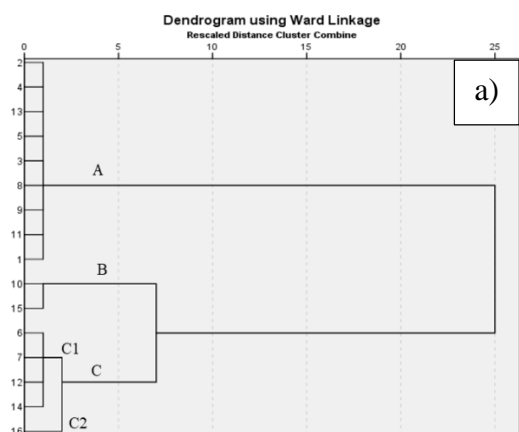 Dendrogram using Ward Linkage
Rescaled Distance Cluster Combine
0 5 10 15 20 25
a)
2
4
13
5
3
A
8
9
11
1
B
10
15
6
C1
7
C
12
14
C2
16